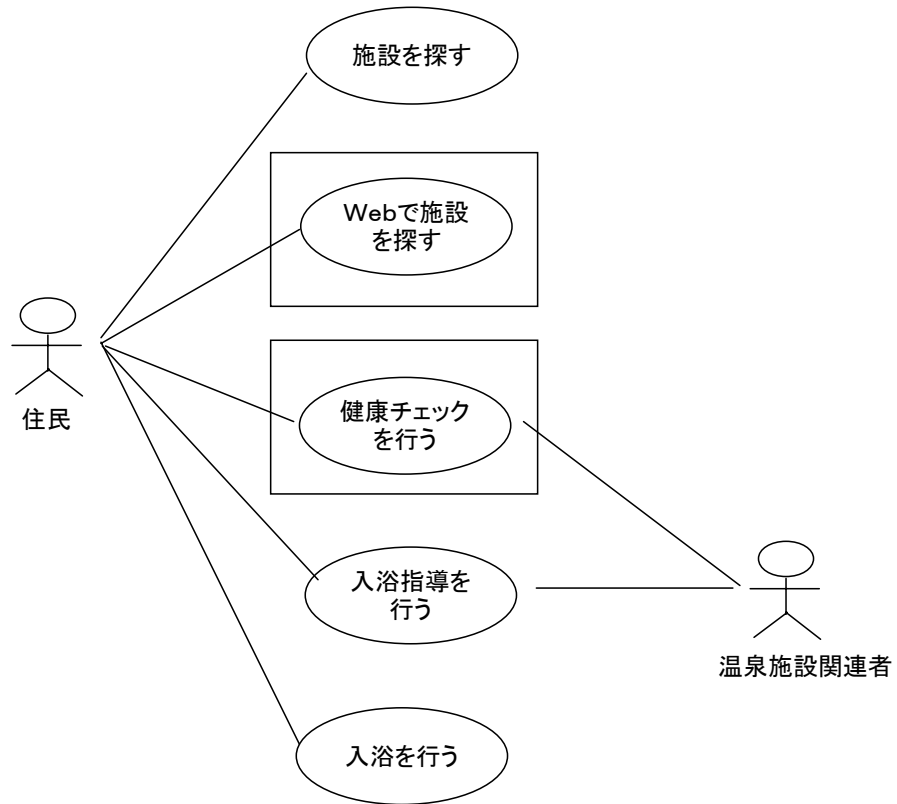 施設を探す
Webで施設
を探す
健康チェック
を行う
住民
入浴指導を
行う
温泉施設関連者
入浴を行う